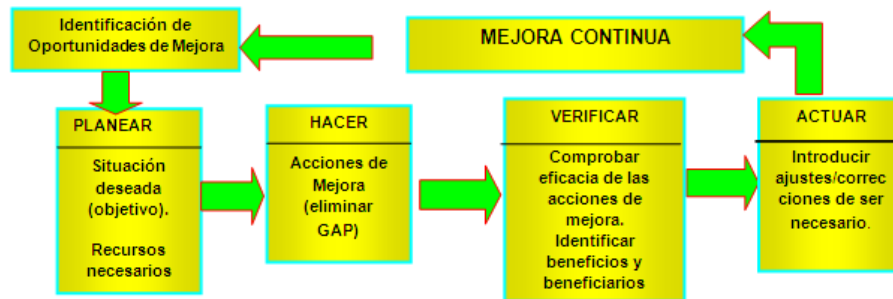 Identificación de
Oportunidades de Mejora
MEJORA CONTINUA
PLANEAR
Situación
deseada
(objetivo).
Recursos
necesarios
HACER
Acciones de
Mejora
(eliminar
GAP)
VERIFICAR
Comprobar
eficacia de las
acciones de
mejora.
Identificar
beneficios y
beneficiarios
ACTUAR
Introducir
ajustes/correc
ciones de ser
necesario.